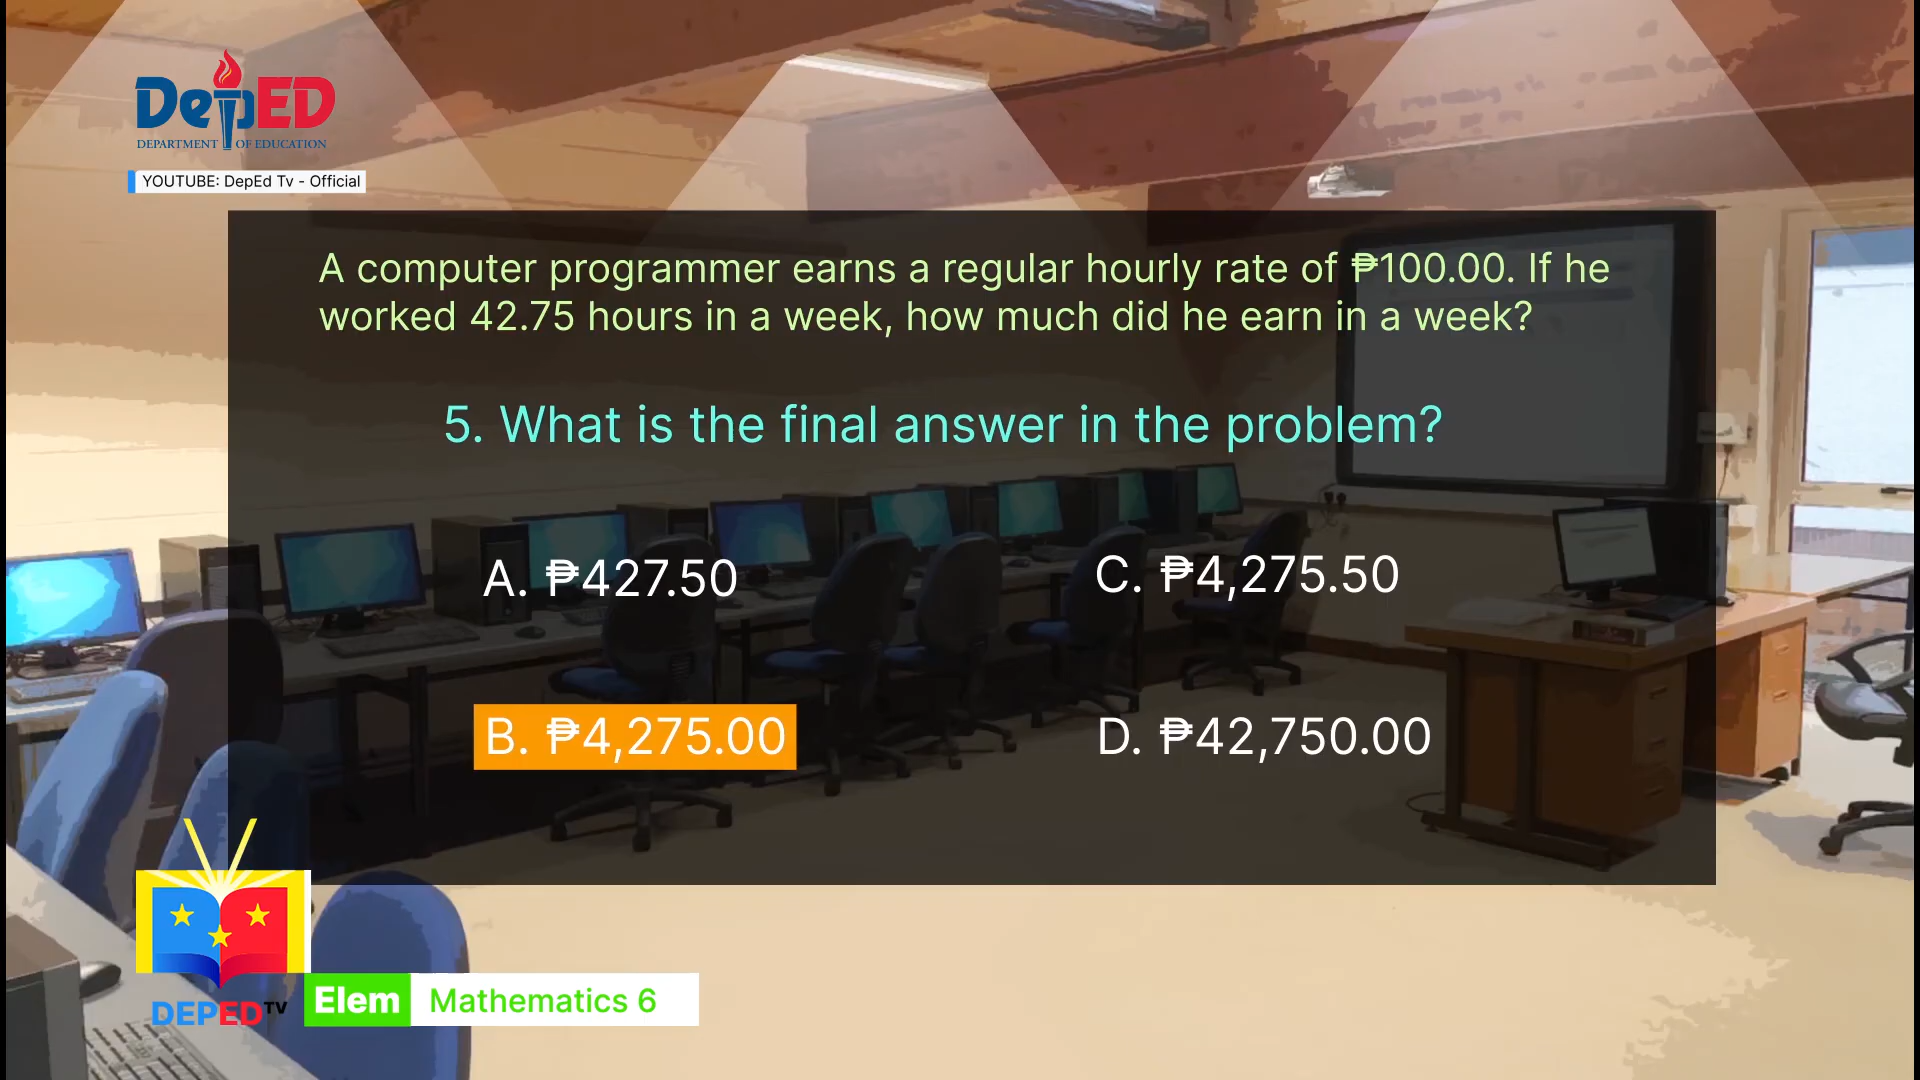 DepED
DEPARTMENT OF EDUCATION
YOUTUBE: DepEd Tv - Official
A computer programmer earns a regular hourly rate of ₱100.00. If he
worked 42.75 hours in a week, how much did he earn in a week?
5. What is the final answer in the problem?
A. ₱427.50
C. ₱4,275.50
B. ₱4,275.00
D. ₱42,750.00
DEPED TV
Elem Mathematics 6